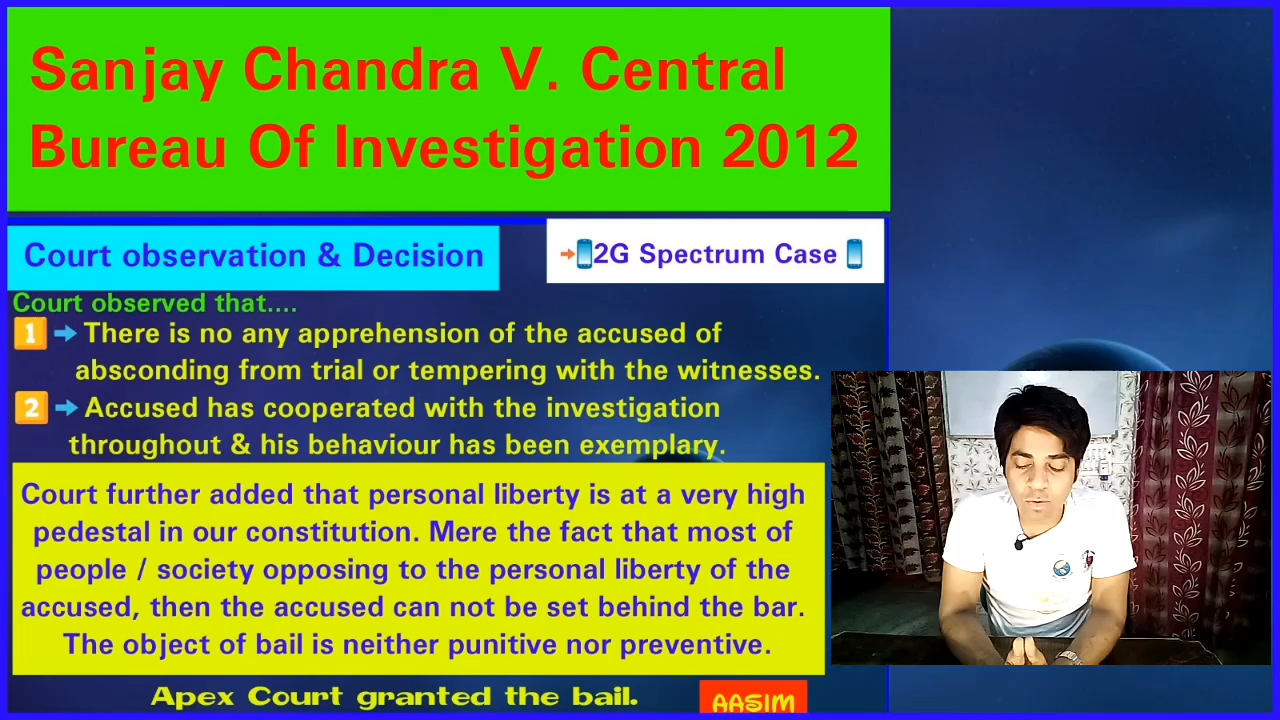 Sanjay Chandra V. Central
Bureau Of Investigation 2012
Court observation & Decision
2G Spectrum Case
Court observed that....
1 There is no any apprehension of the accused of
absconding from trial or tempering with the witnesses.
2 Accused has cooperated with the investigation
throughout & his behaviour has been exemplary.
Court further added that personal liberty is at a very high
pedestal in our constitution. Mere the fact that most of
people / society opposing to the personal liberty of the
accused, then the accused can not be set behind the bar.
The object of bail is neither punitive nor preventive.
Apex Court granted the bail.
AASIM